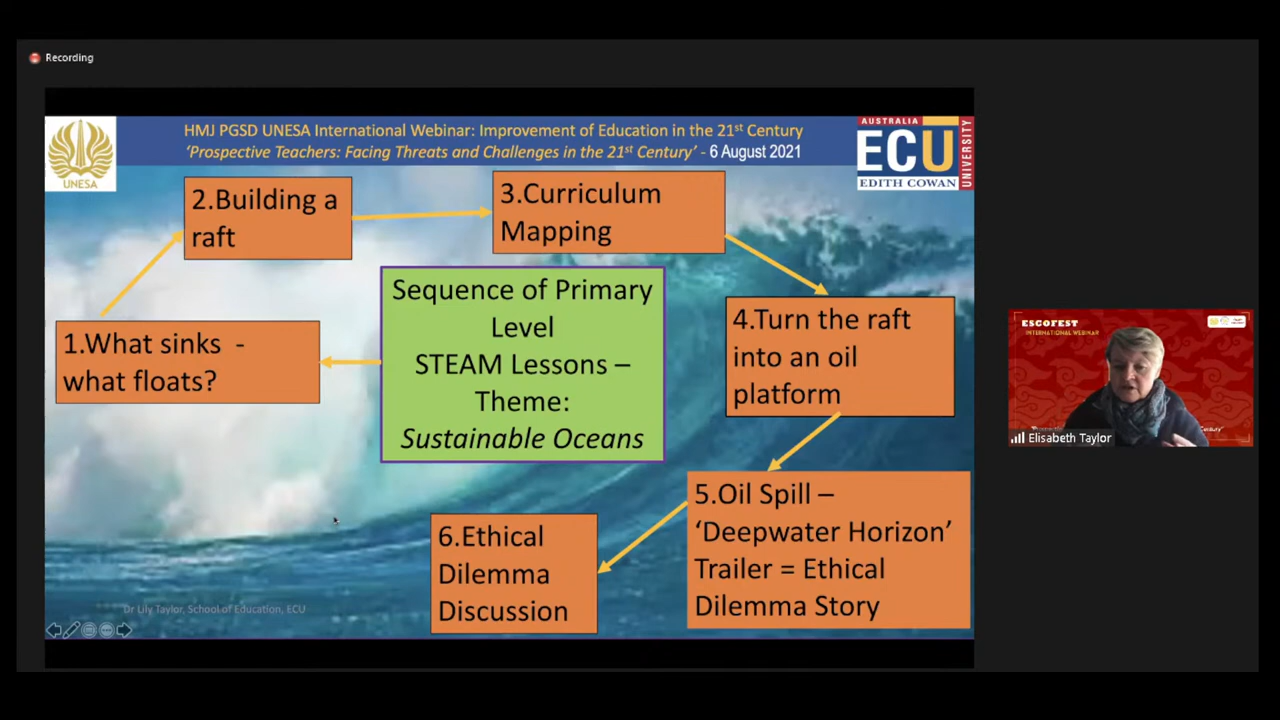 Recording
HMJ PGSD UNESA International Webinar: Improvement of Education in the 21st Century
'Prospective Teachers: Facing Threats and Challenges in the 21st Century' - 6 August 2021
UNESA
AUSTRALIA
ECU
EDITH COWAN
UNIVERSITY
2.Building a
raft
3.Curriculum
Mapping
Sequence of Primary
Level
STEAM Lessons –
Theme:
Sustainable Oceans
1.What sinks -
what floats?
4.Turn the raft
into an oil
platform
5.Oil Spill –
'Deepwater Horizon'
Trailer = Ethical
Dilemma Story
6.Ethical
Dilemma
Discussion
Dr Lily Taylor, School of Education, ECU
ESCOFEST
INTERNATIONAL WEBINAR
Elisabeth Taylor